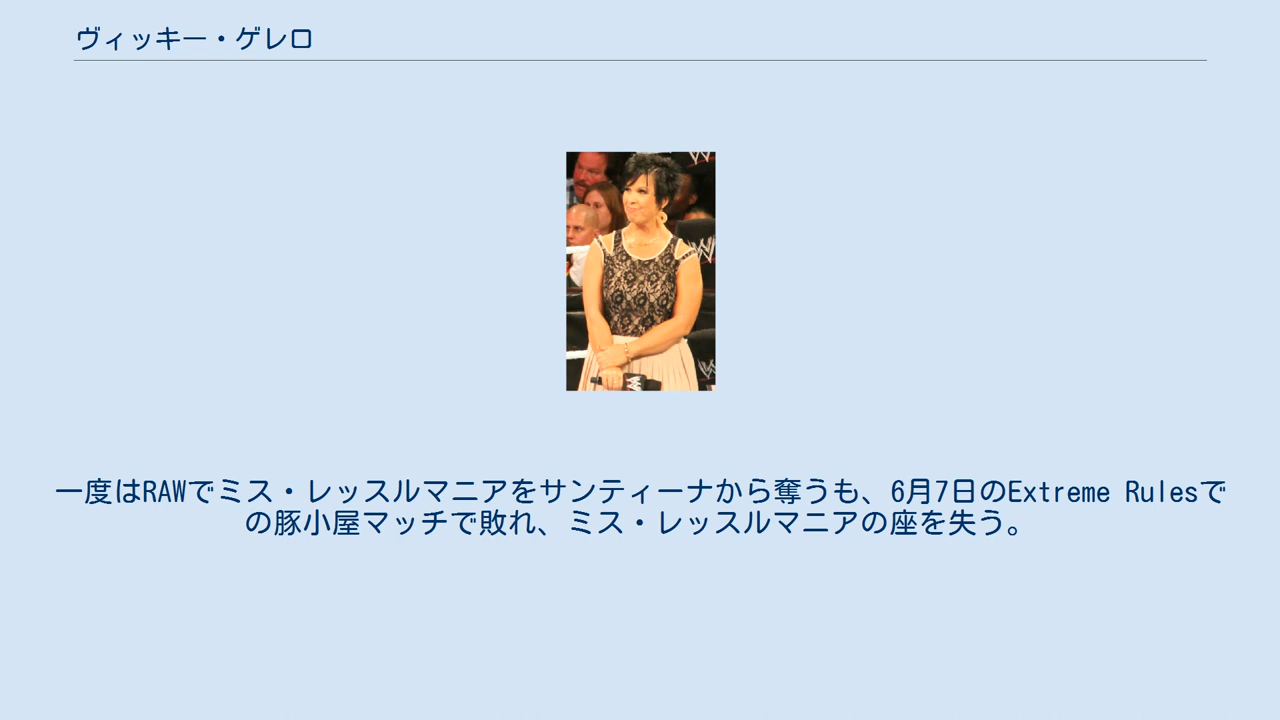 ヴィッキー・ゲレロ
一度はRAWでミス・レッスルマニアをサンティーナから奪うも、6月7日のExtreme Rulesで
の豚小屋マッチで敗れ、ミス・レッスルマニアの座を失う。